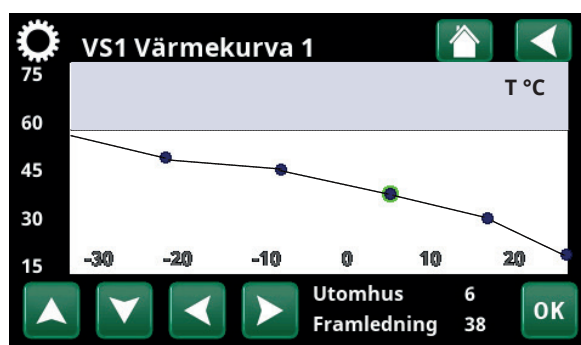 VS1 Värmekurva 1
75
T °C
60
45
30
15
-30 -20 -10 0 10 20
Utomhus 6
Framledning 38
OK